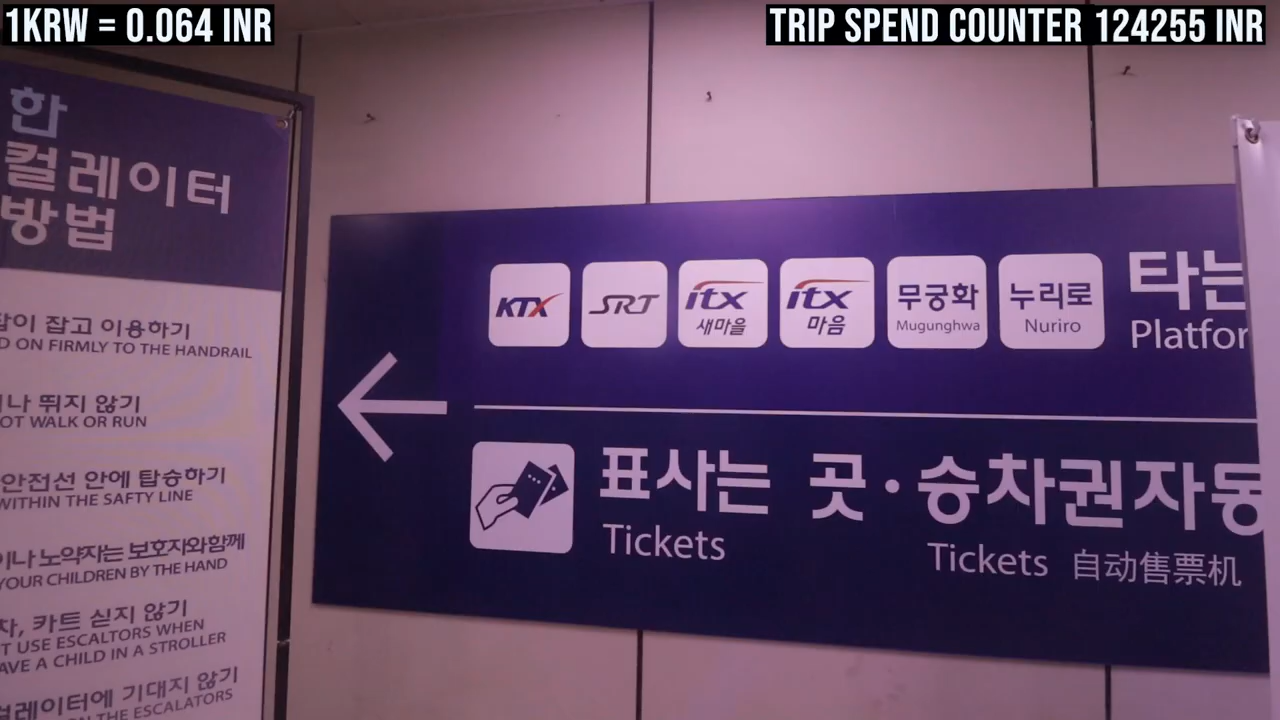 1KRW = 0.064 INR
TRIP SPEND COUNTER 124255 INR
한
컬레이터
방법
잡이 잡고 이용하기
D ON FIRMLY TO THE HANDRAIL
나 뛰지 않기
OT WALK OR RUN
안전선 안에 탑승하기
WITHIN THE SAFTY LINE
이나 노약자는 보호자와 함께
YOUR CHILDREN BY THE HAND
차, 카트 싣지 않기
T USE ESCALTORS WHEN
AVE A CHILD IN A STROLLER
컬레이터에 기대지 않기
ON THE ESCALATORS
KTX
SRT
itx
새마을
itx
마음
무궁화
Mugunghwa
누리로
Nuriro
타는
Platfor
표사는 곳 · 승차권자동
Tickets
Tickets 自动售票机